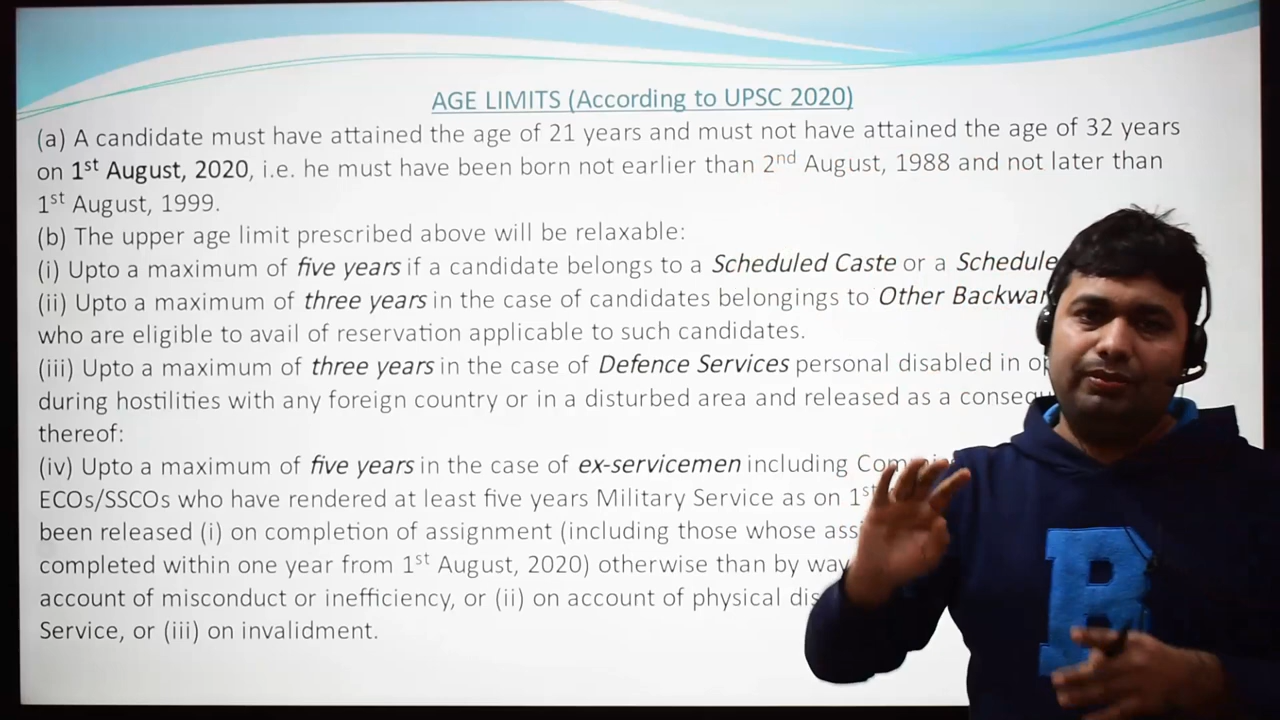 AGE LIMITS (According to UPSC 2020)
(a) A candidate must have attained the age of 21 years and must not have attained the age of 32 years
on 1st August, 2020, i.e. he must have been born not earlier than 2nd August, 1988 and not later than
1st August, 1999.
(b) The upper age limit prescribed above will be relaxable:
(i) Upto a maximum of five years if a candidate belongs to a Scheduled Caste or a
(ii) Upto a maximum of three years in the case of candidates belongings to Other
who are eligible to avail of reservation applicable to such candidates.
(iii) Upto a maximum of three years in the case of Defence Services personal disabled in
during hostilities with any foreign country or in a disturbed area and released as a
thereof:
(iv) Upto a maximum of five years in the case of ex-servicemen including
ECOs/SSCOs who have rendered at least five years Military Service as on 1st
been released (i) on completion of assignment (including those whose
completed within one year from 1st August, 2020) otherwise than by way
account of misconduct or inefficiency, or (ii) on account of physical
Service, or (iii) on invalidment.
B